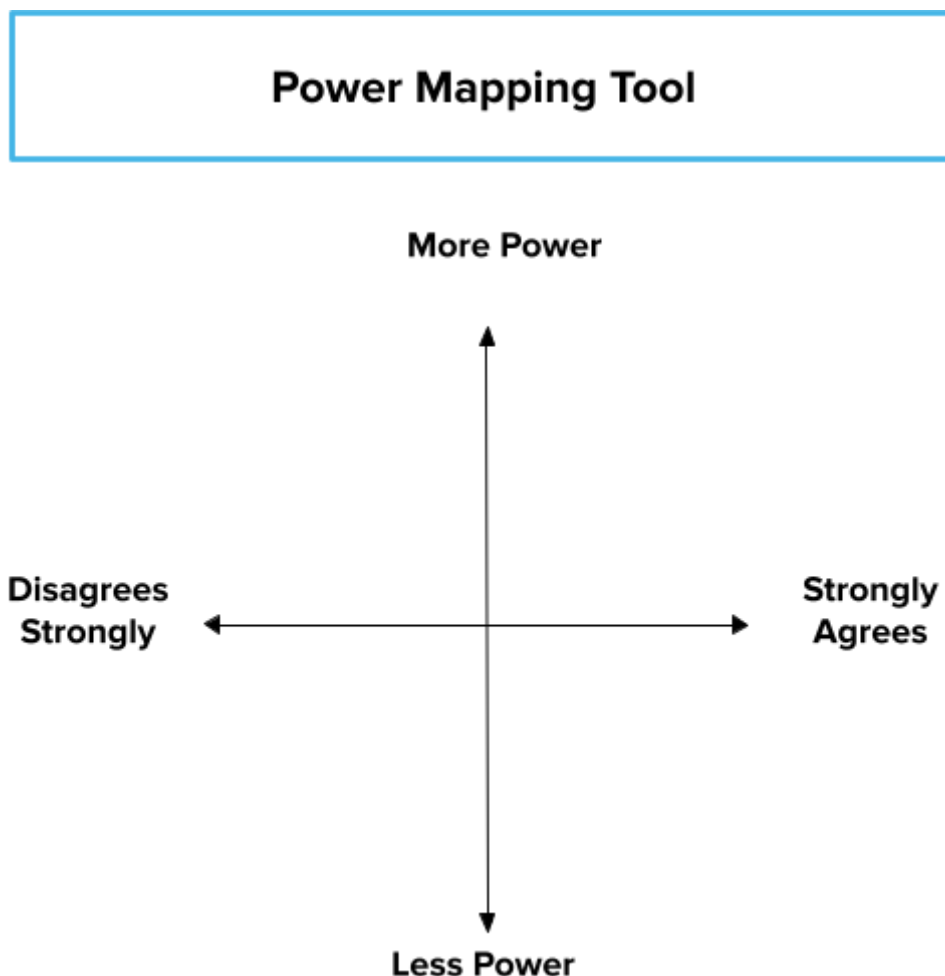 Power Mapping Tool
More Power
Disagrees
Strongly
Strongly
Agrees
Less Power